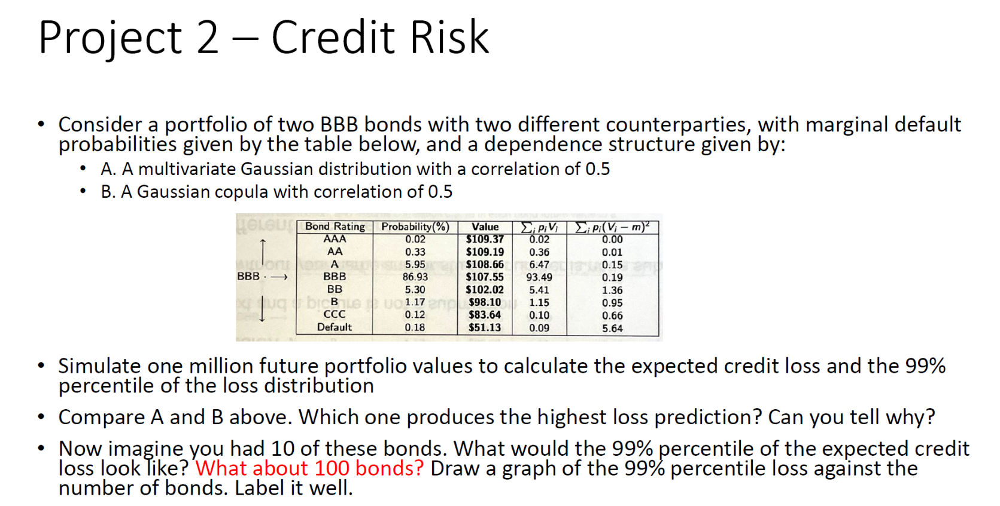 Project 2 – Credit Risk
• Consider a portfolio of two BBB bonds with two different counterparties, with marginal default
probabilities given by the table below, and a dependence structure given by:
• A. A multivariate Gaussian distribution with a correlation of 0.5
• B. A Gaussian copula with correlation of 0.5
Bond Rating Probability(%) Value ∑ᵢ pᵢVᵢ ∑ᵢ pᵢ(Vᵢ − m)²
AAA 0.02 $109.37 0.02 0.00
AA 0.33 $109.19 0.36 0.01
A 5.95 $108.66 6.47 0.15
BBB · → BBB 86.93 $107.55 93.49 0.19
BB 5.30 $102.02 5.41 1.36
B 1.17 $98.10 1.15 0.95
CCC 0.12 $83.64 0.10 0.66
Default 0.18 $51.13 0.09 5.64
• Simulate one million future portfolio values to calculate the expected credit loss and the 99%
percentile of the loss distribution
• Compare A and B above. Which one produces the highest loss prediction? Can you tell why?
• Now imagine you had 10 of these bonds. What would the 99% percentile of the expected credit
loss look like? What about 100 bonds? Draw a graph of the 99% percentile loss against the
number of bonds. Label it well.